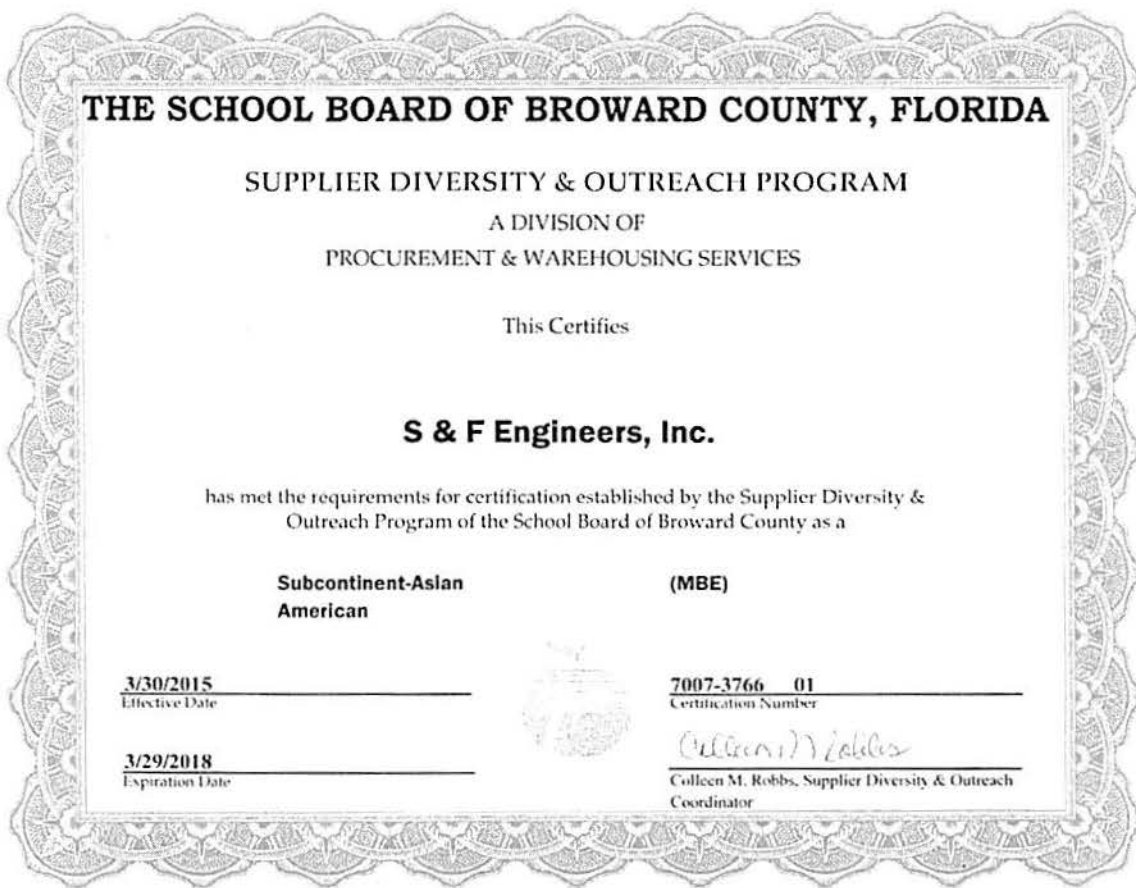 THE SCHOOL BOARD OF BROWARD COUNTY, FLORIDA
SUPPLIER DIVERSITY & OUTREACH PROGRAM
A DIVISION OF
PROCUREMENT & WAREHOUSING SERVICES
This Certifies
S & F Engineers, Inc.
has met the requirements for certification established by the Supplier Diversity &
Outreach Program of the School Board of Broward County as a
Subcontinent-Asian (MBE)
American
3/30/2015
Effective Date
7007-3766 01
Certification Number
3/29/2018
Expiration Date
Colleen M. Robbs
Colleen M. Robbs, Supplier Diversity & Outreach
Coordinator